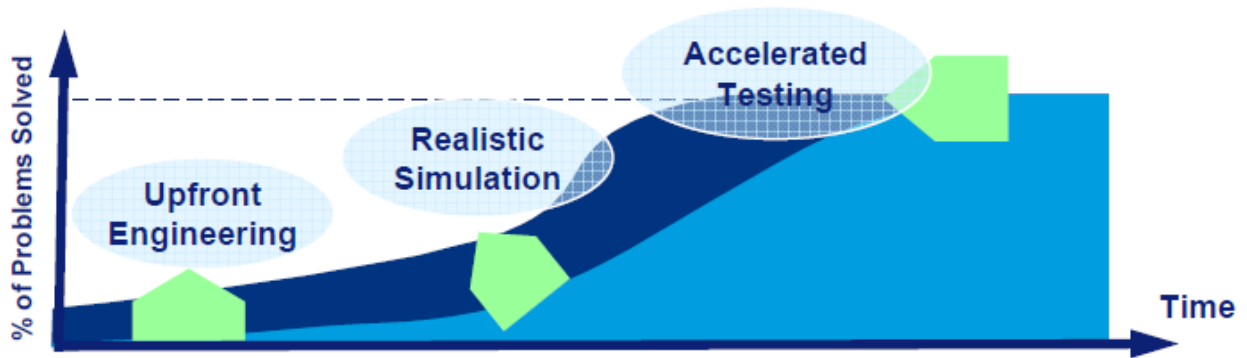 % of Problems Solved
Accelerated
Testing
Realistic
Simulation
Upfront
Engineering
Time